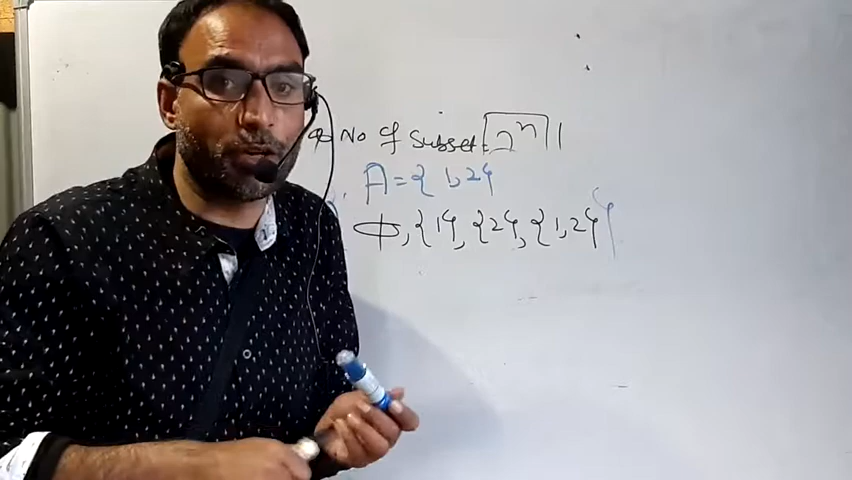 No of subset = 2ⁿ
A = { 1, 2 }
ϕ, { 1 }, { 2 }, { 1, 2 } }